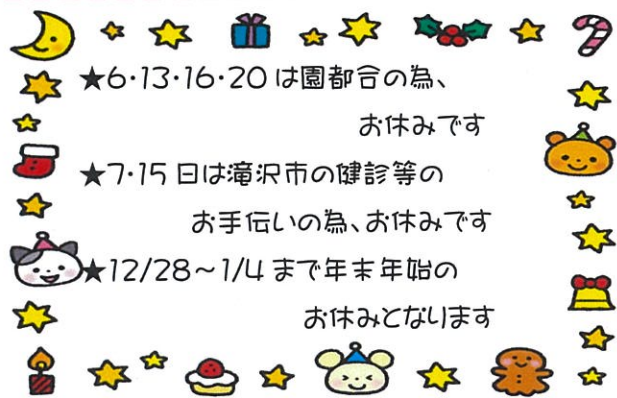 ★6・13・16・20は園都合の為、
お休みです
★7・15日は滝沢市の健診等の
お手伝いの為、お休みです
★12/28～1/4まで年末年始の
お休みとなります